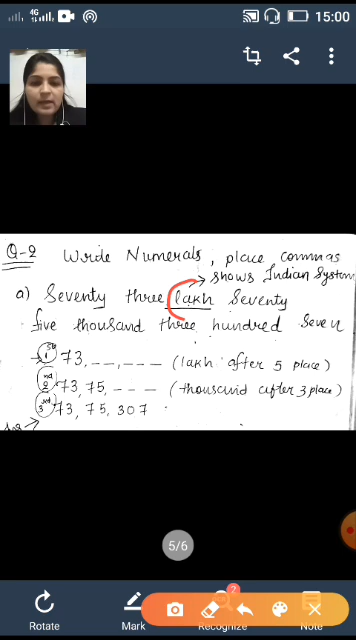 4G 15:00
Q-2 Write Numerals, place commas
→ shows Indian System
a) Seventy three lakh Seventy
five thousand three hundred Seven
→ 1st 73, _ _, _ _ _ (lakh after 5 place)
2nd 73, 75, _ _ _ (thousand after 3 place)
3rd 73, 75, 307
5/6
Rotate Mark Recognize Note
?